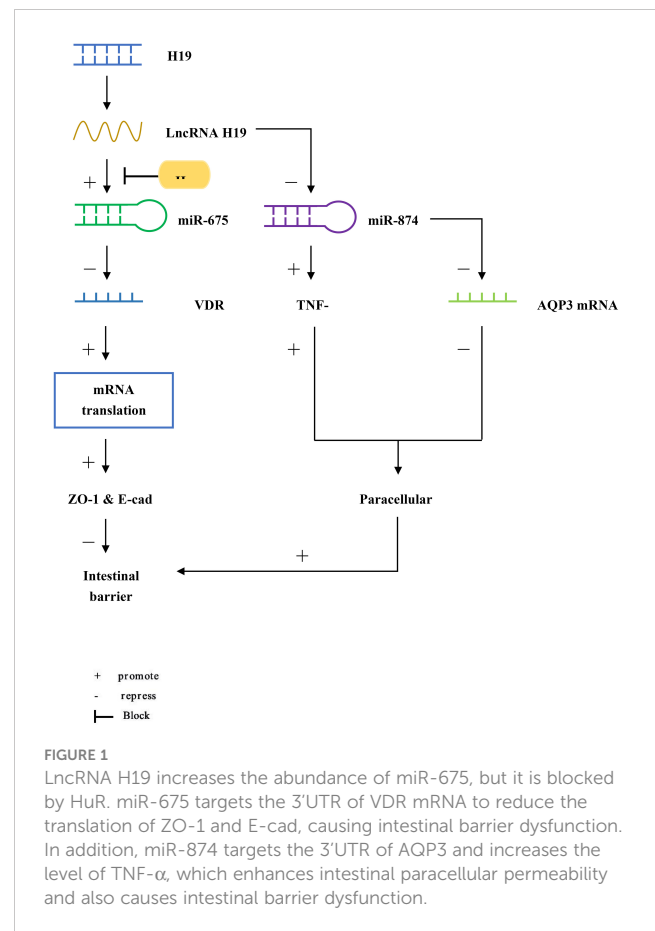 H19
LncRNA H19
+
−
miR-675
miR-874
−
+
−
VDR
TNF-
AQP3 mRNA
+
+
−
mRNA
translation
+
ZO-1 & E-cad
Paracellular
−
+
Intestinal
barrier
+ promote
- repress
Block
FIGURE 1
LncRNA H19 increases the abundance of miR-675, but it is blocked
by HuR. miR-675 targets the 3’UTR of VDR mRNA to reduce the
translation of ZO-1 and E-cad, causing intestinal barrier dysfunction.
In addition, miR-874 targets the 3’UTR of AQP3 and increases the
level of TNF-α, which enhances intestinal paracellular permeability
and also causes intestinal barrier dysfunction.